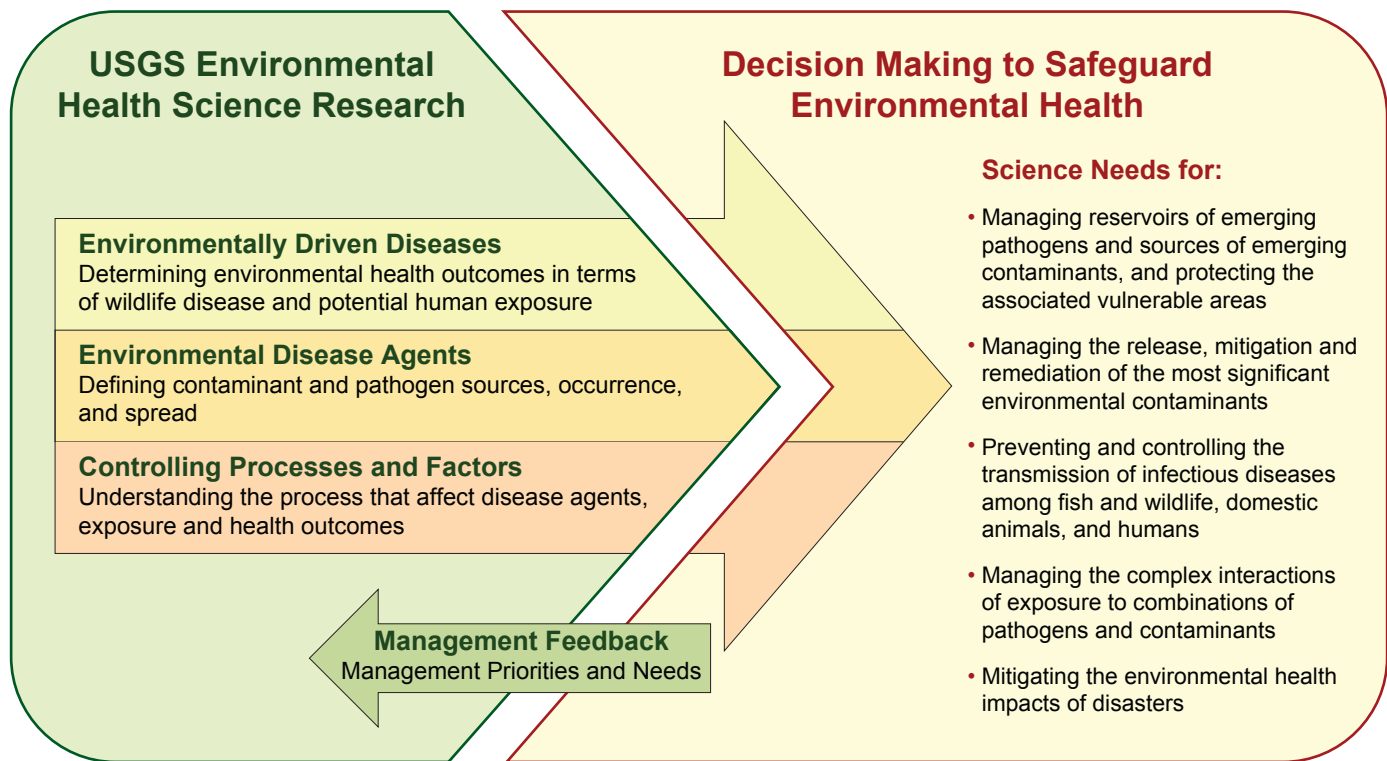 USGS Environmental
Health Science Research
Environmentally Driven Diseases
Determining environmental health outcomes in terms
of wildlife disease and potential human exposure
Environmental Disease Agents
Defining contaminant and pathogen sources, occurrence,
and spread
Controlling Processes and Factors
Understanding the process that affect disease agents,
exposure and health outcomes
Management Feedback
Management Priorities and Needs
Decision Making to Safeguard
Environmental Health
Science Needs for:
• Managing reservoirs of emerging
pathogens and sources of emerging
contaminants, and protecting the
associated vulnerable areas
• Managing the release, mitigation and
remediation of the most significant
environmental contaminants
• Preventing and controlling the
transmission of infectious diseases
among fish and wildlife, domestic
animals, and humans
• Managing the complex interactions
of exposure to combinations of
pathogens and contaminants
• Mitigating the environmental health
impacts of disasters